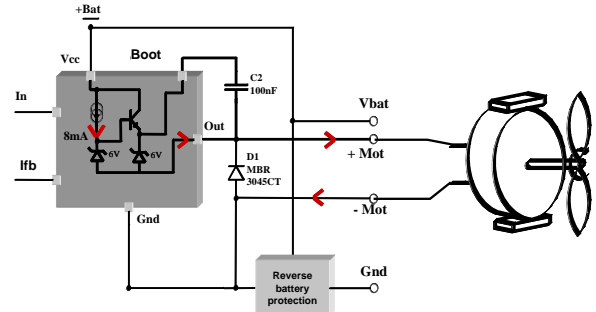 +Bat
Vcc
Boot
C2
100nF
In
8mA
6V
6V
Out
Ifb
Vbat
+ Mot
D1
MBR
3045CT
- Mot
Gnd
Reverse
battery
protection
Gnd